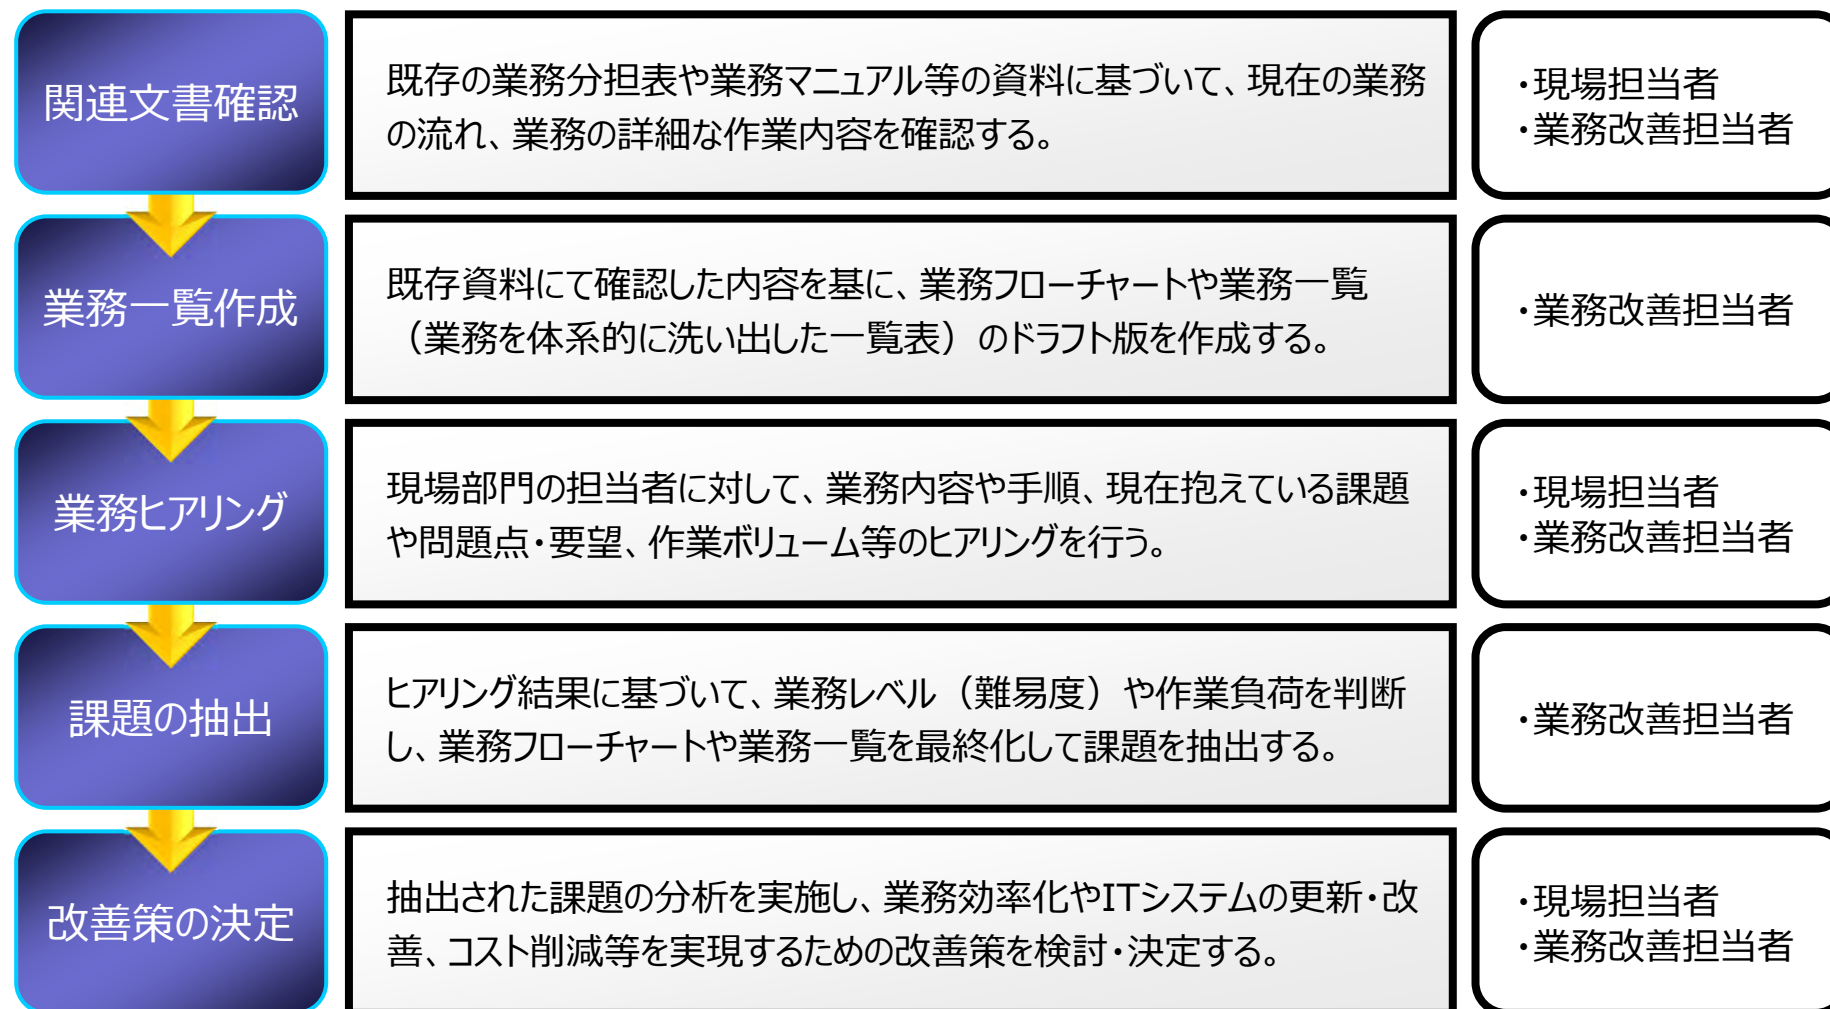 関連文書確認
既存の業務分担表や業務マニュアル等の資料に基づいて、現在の業務
の流れ、業務の詳細な作業内容を確認する。
・現場担当者
・業務改善担当者
業務一覧作成
既存資料にて確認した内容を基に、業務フローチャートや業務一覧
（業務を体系的に洗い出した一覧表）のドラフト版を作成する。
・業務改善担当者
業務ヒアリング
現場部門の担当者に対して、業務内容や手順、現在抱えている課題
や問題点・要望、作業ボリューム等のヒアリングを行う。
・現場担当者
・業務改善担当者
課題の抽出
ヒアリング結果に基づいて、業務レベル（難易度）や作業負荷を判断
し、業務フローチャートや業務一覧を最終化して課題を抽出する。
・業務改善担当者
改善策の決定
抽出された課題の分析を実施し、業務効率化やITシステムの更新・改
善、コスト削減等を実現するための改善策を検討・決定する。
・現場担当者
・業務改善担当者